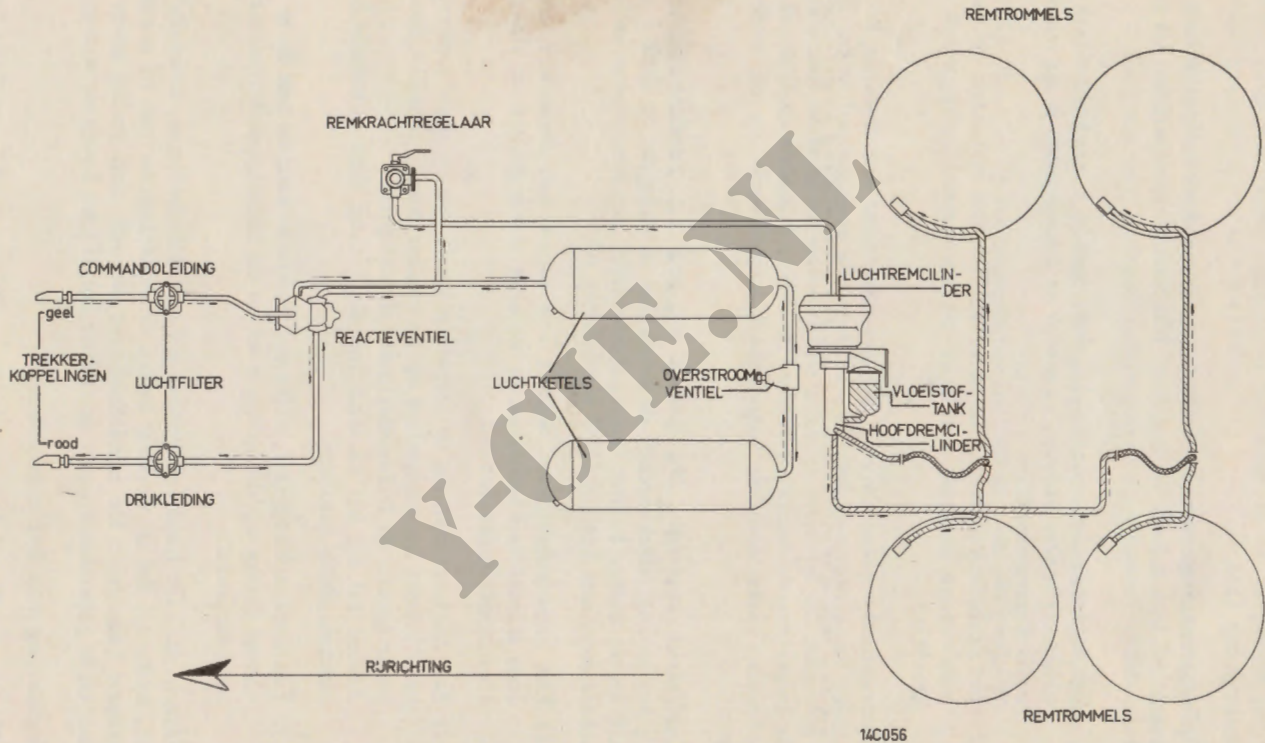 REMTROMMELS
REMKRACHTREGELAAR
COMMANDOLEIDING
geel
TREKKER-
KOPPELINGEN
LUCHTFILTER
rood
DRUKLEIDING
REACTIEVENTIEL
LUCHTKETELS
OVERSTROOM-
VENTIEL
LUCHTREMCILIN-
DER
VLOEISTOF-
TANK
HOOFDREMCI-
LINDER
RIJRICHTING
REMTROMMELS
14C056
Y-CIE.NL